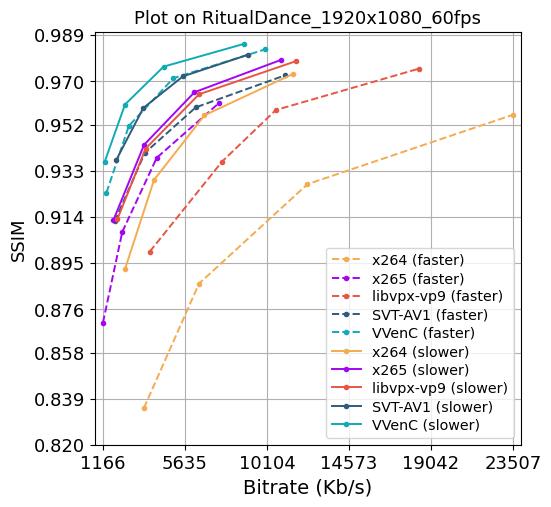 Plot on RitualDance_1920x1080_60fps
SSIM
0.989
0.970
0.952
0.933
0.914
0.895
0.876
0.858
0.839
0.820
x264 (faster)
x265 (faster)
libvpx-vp9 (faster)
SVT-AV1 (faster)
VVenC (faster)
x264 (slower)
x265 (slower)
libvpx-vp9 (slower)
SVT-AV1 (slower)
VVenC (slower)
1166 5635 10104 14573 19042 23507
Bitrate (Kb/s)